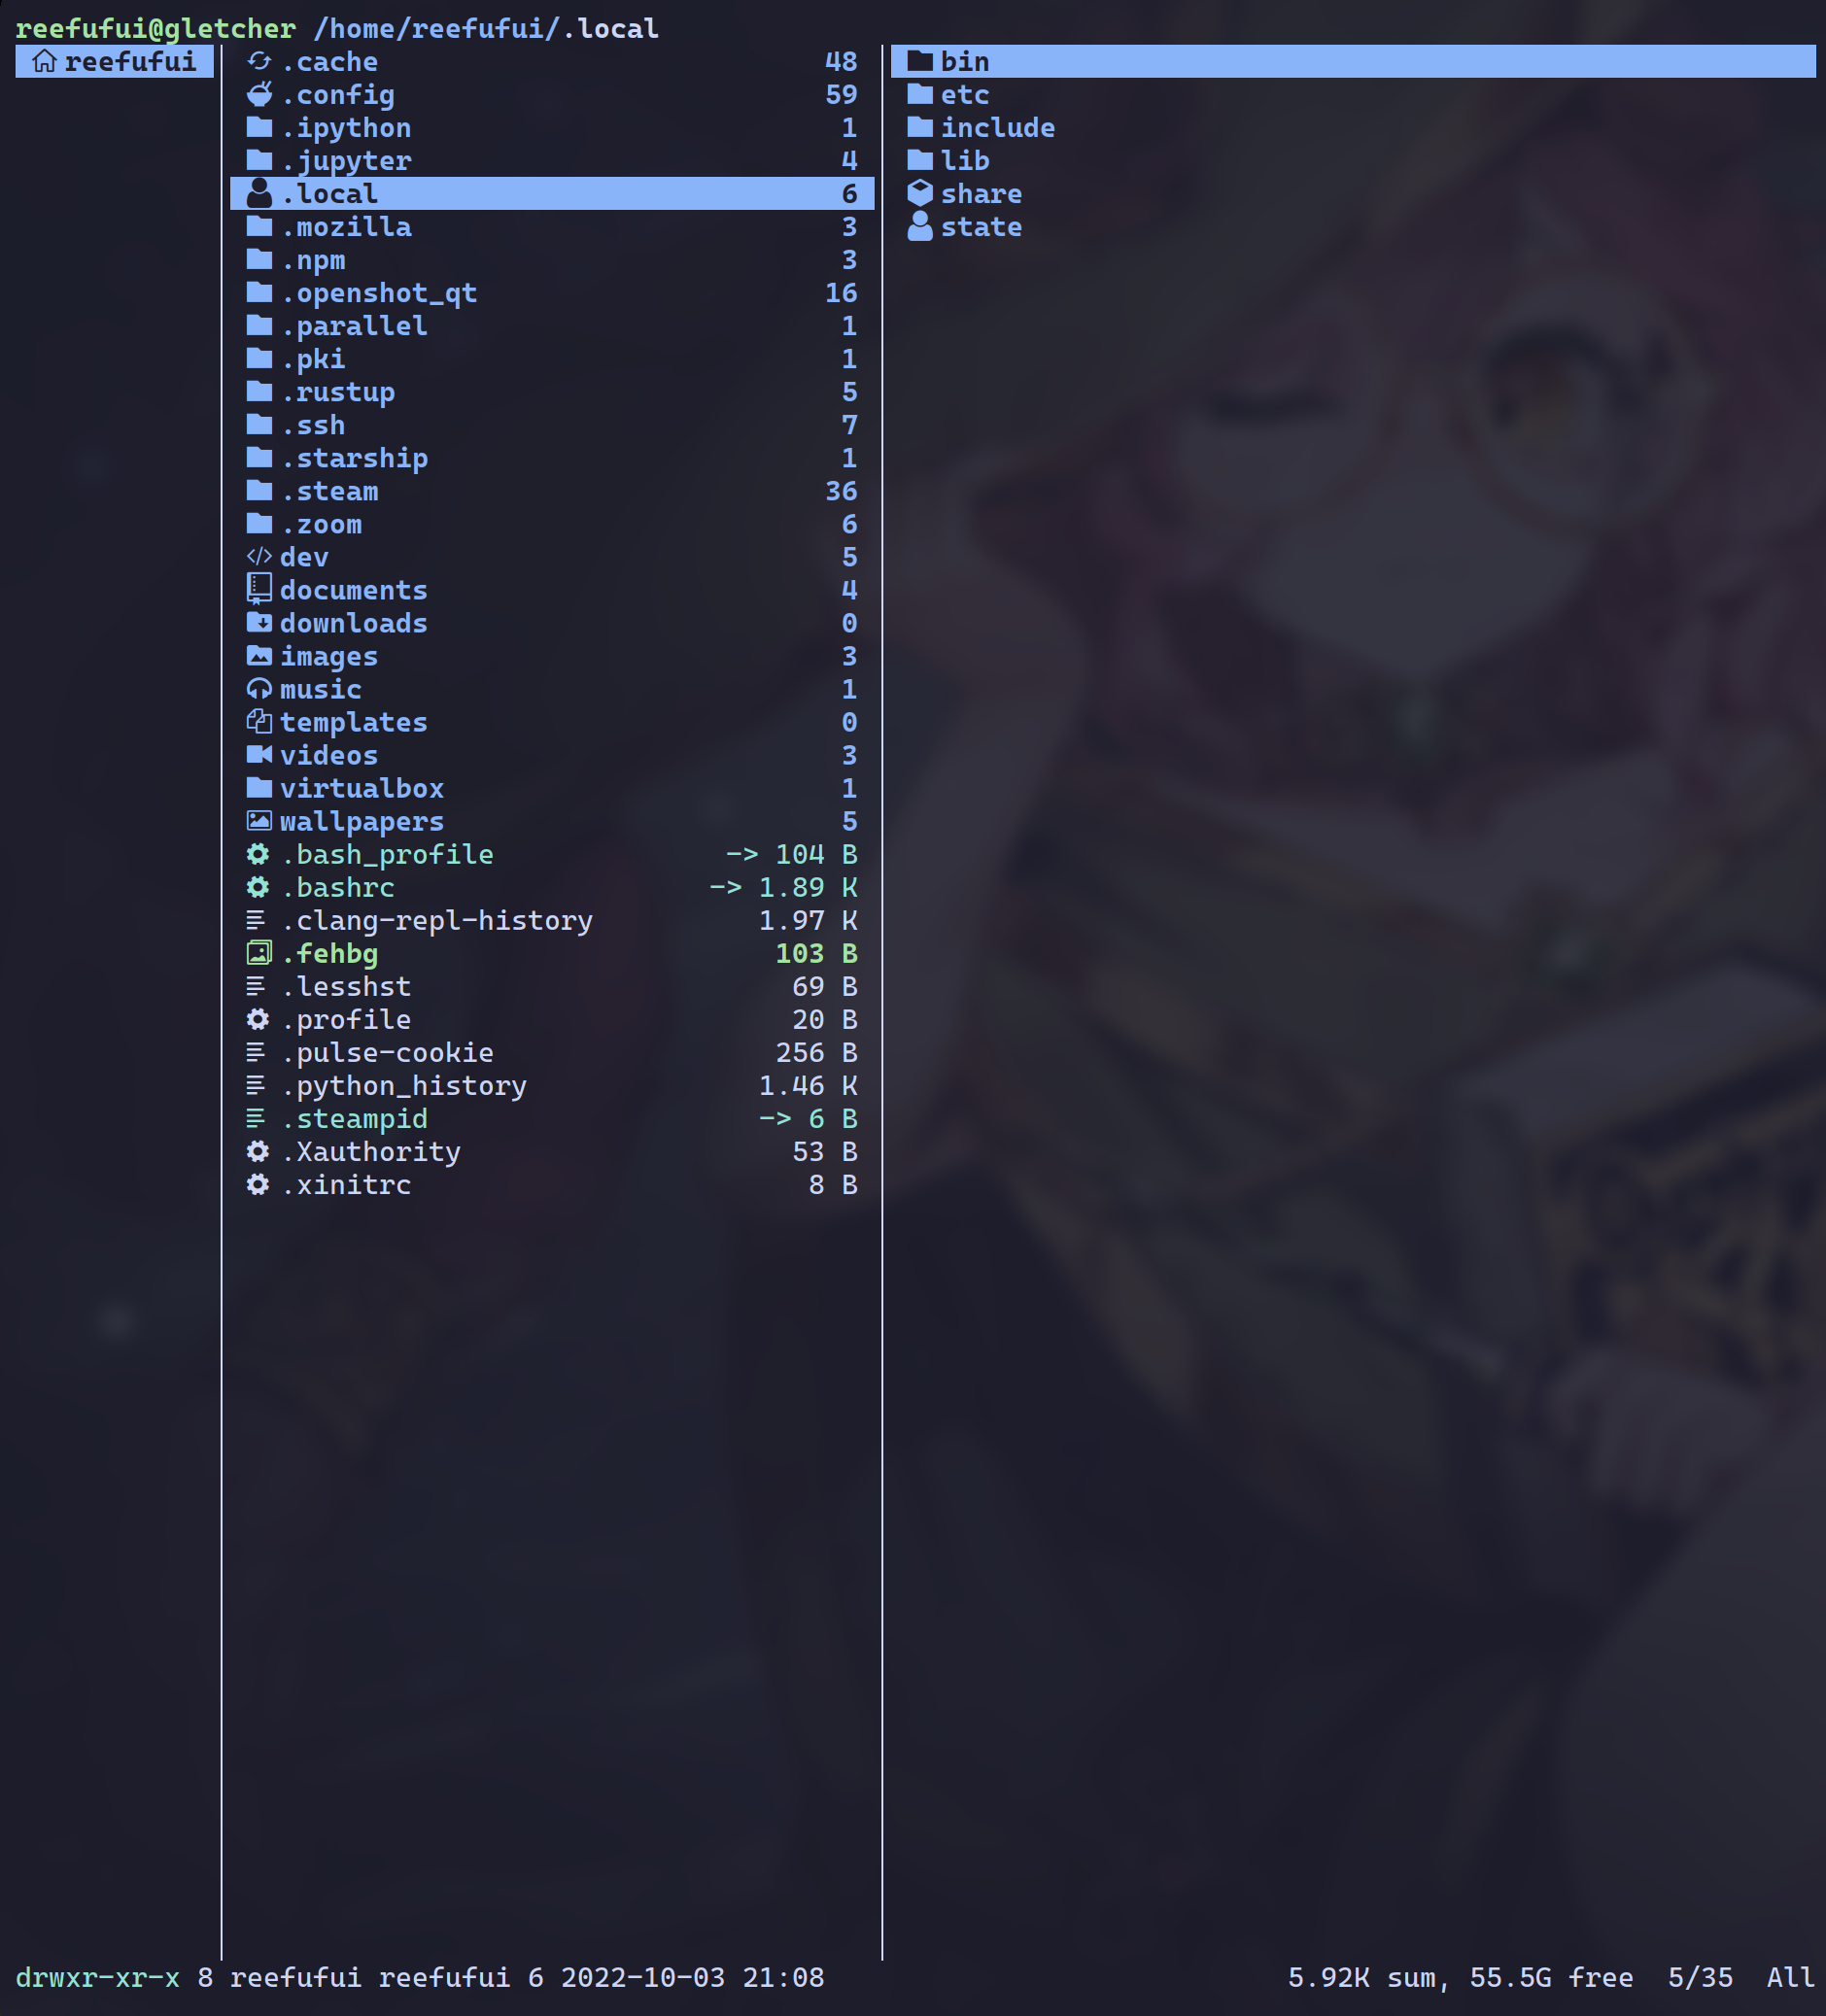 reefufui@gletcher /home/reefufui/.local
reefufui
.cache 48
.config 59
.ipython 1
.jupyter 4
.local 6
.mozilla 3
.npm 3
.openshot_qt 16
.parallel 1
.pki 1
.rustup 5
.ssh 7
.starship 1
.steam 36
.zoom 6
dev 5
documents 4
downloads 0
images 3
music 1
templates 0
videos 3
virtualbox 1
wallpapers 5
.bash_profile -> 104 B
.bashrc -> 1.89 K
.clang-repl-history 1.97 K
.fehbg 103 B
.lesshst 69 B
.profile 20 B
.pulse-cookie 256 B
.python_history 1.46 K
.steampid -> 6 B
.Xauthority 53 B
.xinitrc 8 B
bin
etc
include
lib
share
state
drwxr-xr-x 8 reefufui reefufui 6 2022-10-03 21:08 5.92K sum, 55.5G free 5/35 All